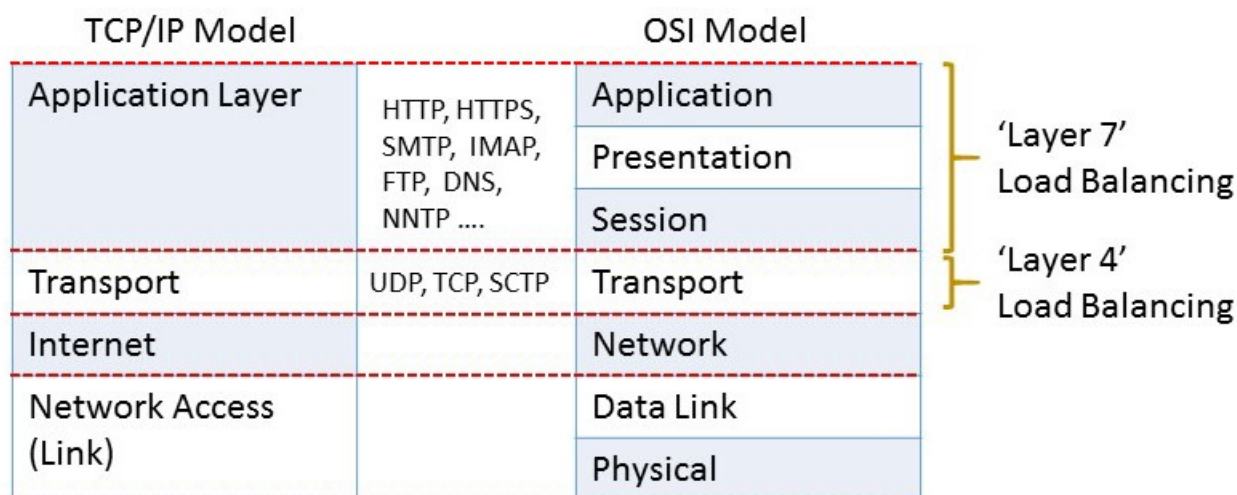 TCP/IP Model
OSI Model
Application Layer
HTTP, HTTPS,
SMTP, IMAP,
FTP, DNS,
NNTP ....
Application
Presentation
Session
‘Layer 7’
Load Balancing
Transport
UDP, TCP, SCTP
Transport
‘Layer 4’
Load Balancing
Internet
Network
Network Access
(Link)
Data Link
Physical